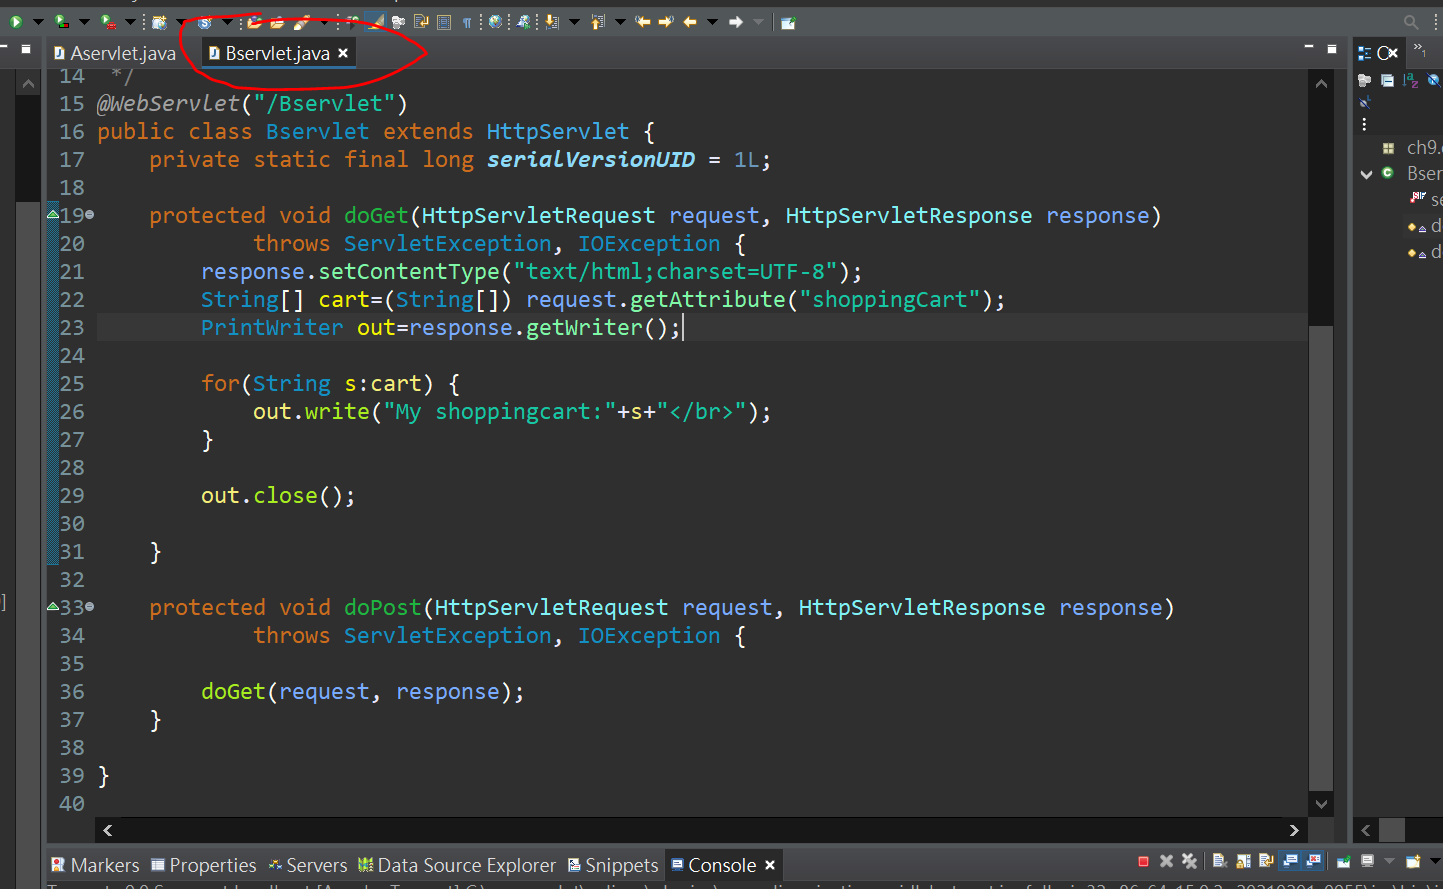 Aservlet.java
Bservlet.java
14 */
15 @WebServlet("/Bservlet")
16 public class Bservlet extends HttpServlet {
17 private static final long serialVersionUID = 1L;
18
19 protected void doGet(HttpServletRequest request, HttpServletResponse response)
20 throws ServletException, IOException {
21 response.setContentType("text/html;charset=UTF-8");
22 String[] cart=(String[]) request.getAttribute("shoppingCart");
23 PrintWriter out=response.getWriter();
24
25 for(String s:cart) {
26 out.write("My shoppingcart:"+s+"</br>");
27 }
28
29 out.close();
30
31 }
32
33 protected void doPost(HttpServletRequest request, HttpServletResponse response)
34 throws ServletException, IOException {
35
36 doGet(request, response);
37 }
38
39 }
40
ch9.
Bser
se
d
d
Markers Properties Servers Data Source Explorer Snippets Console